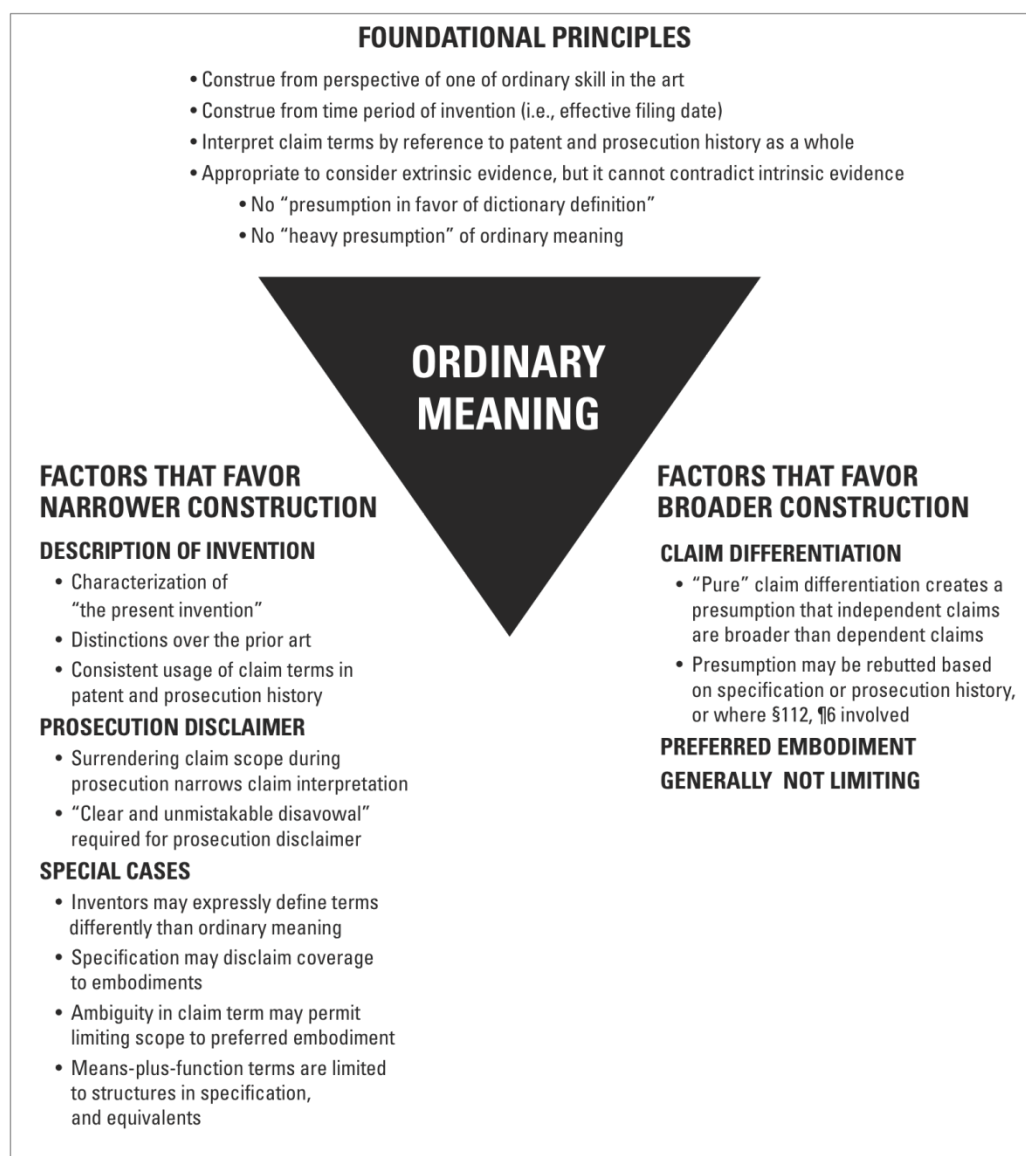 FOUNDATIONAL PRINCIPLES
• Construe from perspective of one of ordinary skill in the art
• Construe from time period of invention (i.e., effective filing date)
• Interpret claim terms by reference to patent and prosecution history as a whole
• Appropriate to consider extrinsic evidence, but it cannot contradict intrinsic evidence
• No “presumption in favor of dictionary definition”
• No “heavy presumption” of ordinary meaning
ORDINARY
MEANING
FACTORS THAT FAVOR
NARROWER CONSTRUCTION
DESCRIPTION OF INVENTION
• Characterization of
“the present invention”
• Distinctions over the prior art
• Consistent usage of claim terms in
patent and prosecution history
PROSECUTION DISCLAIMER
• Surrendering claim scope during
prosecution narrows claim interpretation
• “Clear and unmistakable disavowal”
required for prosecution disclaimer
SPECIAL CASES
• Inventors may expressly define terms
differently than ordinary meaning
• Specification may disclaim coverage
to embodiments
• Ambiguity in claim term may permit
limiting scope to preferred embodiment
• Means-plus-function terms are limited
to structures in specification,
and equivalents
FACTORS THAT FAVOR
BROADER CONSTRUCTION
CLAIM DIFFERENTIATION
• “Pure” claim differentiation creates a
presumption that independent claims
are broader than dependent claims
• Presumption may be rebutted based
on specification or prosecution history,
or where §112, ¶6 involved
PREFERRED EMBODIMENT
GENERALLY NOT LIMITING